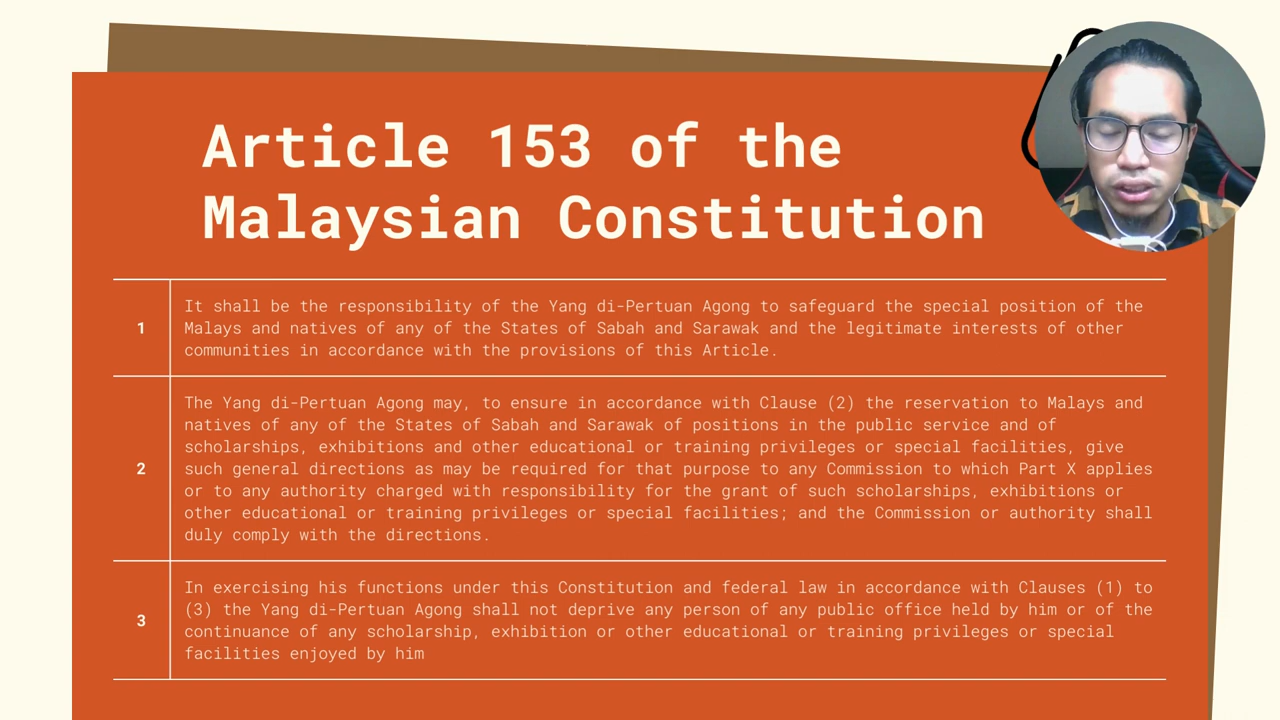 Article 153 of the
Malaysian Constitution
1
It shall be the responsibility of the Yang di-Pertuan Agong to safeguard the special position of the
Malays and natives of any of the States of Sabah and Sarawak and the legitimate interests of other
communities in accordance with the provisions of this Article.
2
The Yang di-Pertuan Agong may, to ensure in accordance with Clause (2) the reservation to Malays and
natives of any of the States of Sabah and Sarawak of positions in the public service and of
scholarships, exhibitions and other educational or training privileges or special facilities, give
such general directions as may be required for that purpose to any Commission to which Part X applies
or to any authority charged with responsibility for the grant of such scholarships, exhibitions or
other educational or training privileges or special facilities; and the Commission or authority shall
duly comply with the directions.
3
In exercising his functions under this Constitution and federal law in accordance with Clauses (1) to
(3) the Yang di-Pertuan Agong shall not deprive any person of any public office held by him or of the
continuance of any scholarship, exhibition or other educational or training privileges or special
facilities enjoyed by him